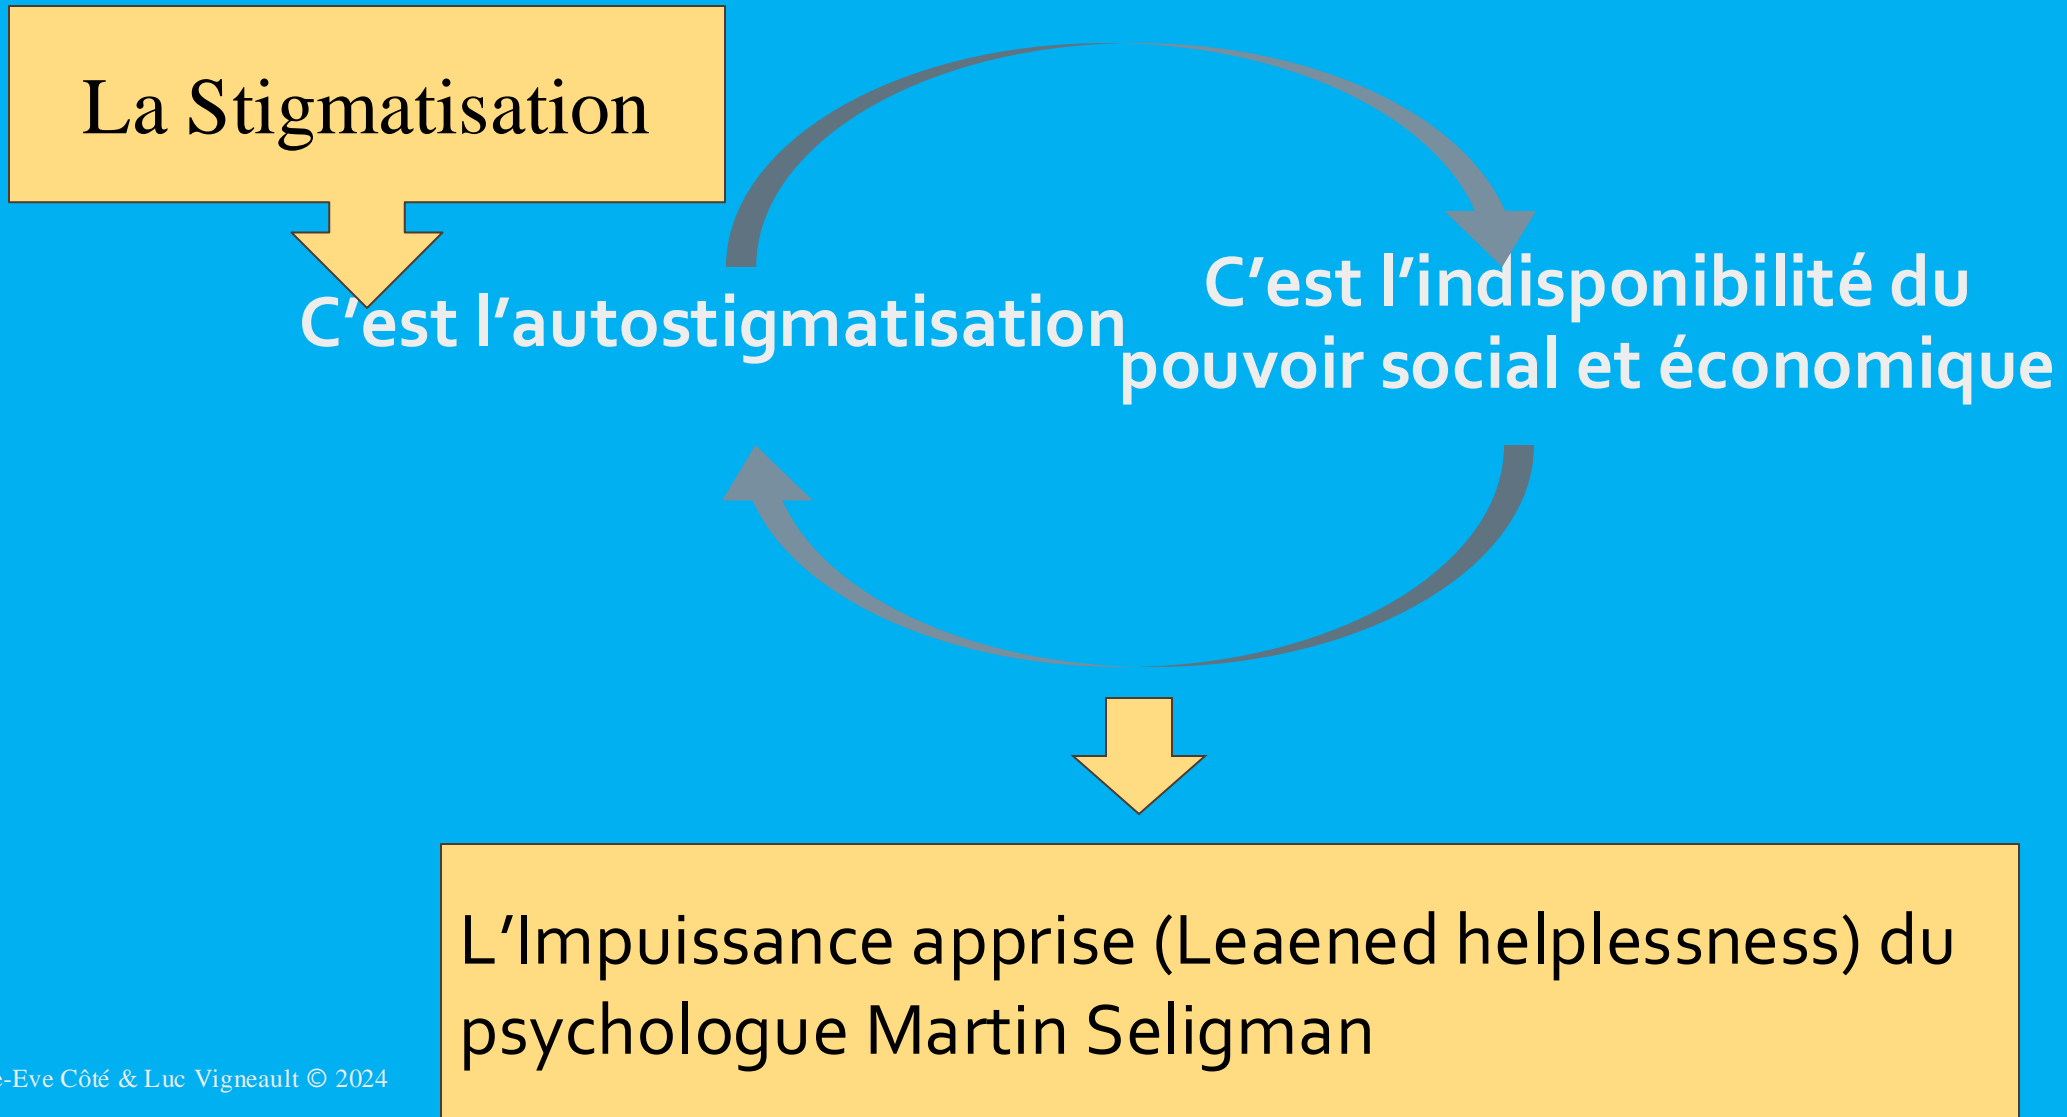 La Stigmatisation
C’est l’autostigmatisation
C’est l’indisponibilité du
pouvoir social et économique
L’Impuissance apprise (Leaened helplessness) du
psychologue Martin Seligman
-Eve Côté & Luc Vigneault © 2024